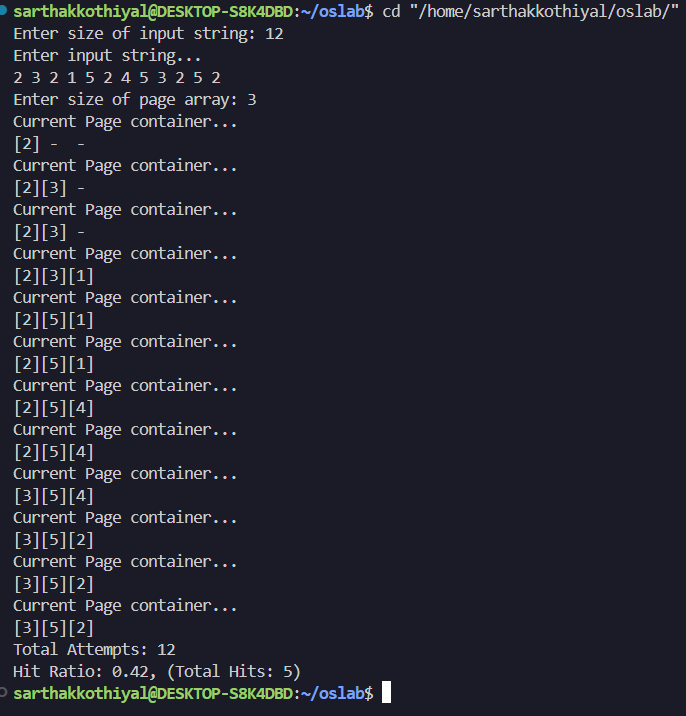 sarthakkothiyal@DESKTOP-S8K4DBD:~/oslab$ cd "/home/sarthakkothiyal/oslab/"
Enter size of input string: 12
Enter input string...
2 3 2 1 5 2 4 5 3 2 5 2
Enter size of page array: 3
Current Page container...
[2] -  -
Current Page container...
[2][3] -
Current Page container...
[2][3] -
Current Page container...
[2][3][1]
Current Page container...
[2][5][1]
Current Page container...
[2][5][1]
Current Page container...
[2][5][4]
Current Page container...
[2][5][4]
Current Page container...
[3][5][4]
Current Page container...
[3][5][2]
Current Page container...
[3][5][2]
Current Page container...
[3][5][2]
Total Attempts: 12
Hit Ratio: 0.42, (Total Hits: 5)
sarthakkothiyal@DESKTOP-S8K4DBD:~/oslab$